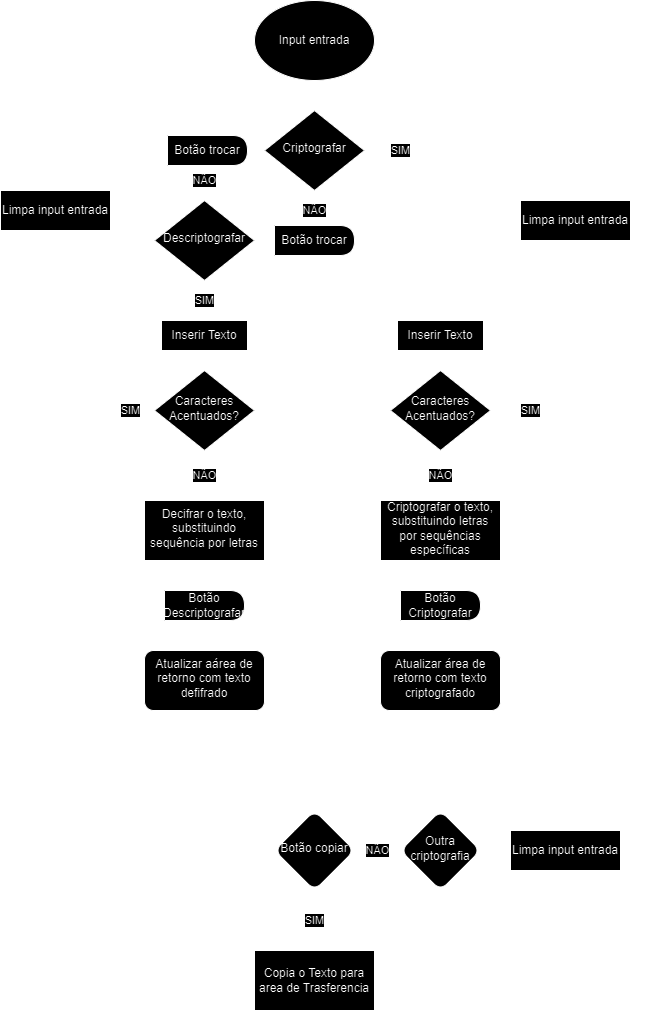 Input entrada
Criptografar
Botão trocar
SIM
NÃO
Limpa input entrada
NÃO
Limpa input entrada
Descriptografar
Botão trocar
SIM
Inserir Texto
Inserir Texto
Caracteres
Acentuados?
Caracteres
Acentuados?
SIM
SIM
NÃO
NÃO
Decifrar o texto,
substituindo
sequência por letras
Criptografar o texto,
substituindo letras
por sequências
específicas
Botão
Descriptografar
Botão
Criptografar
Atualizar aárea de
retorno com texto
defifrado
Atualizar área de
retorno com texto
criptografado
Botão copiar
NÃO
Outra
criptografia
Limpa input entrada
SIM
Copia o Texto para
area de Trasferencia